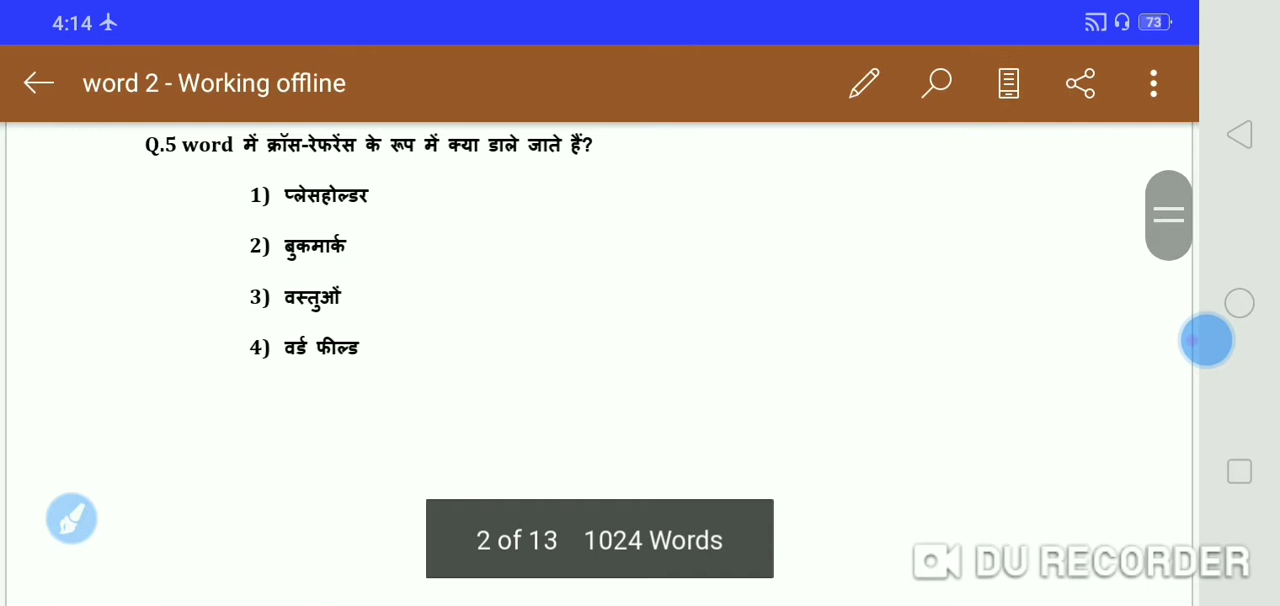 4:14
73
word 2 - Working offline
Q.5 word में क्रॉस-रेफरेंस के रूप में क्या डाले जाते हैं?
1) प्लेसहोल्डर
2) बुकमार्क
3) वस्तुओं
4) वर्ड फील्ड
2 of 13 1024 Words
DU RECORDER